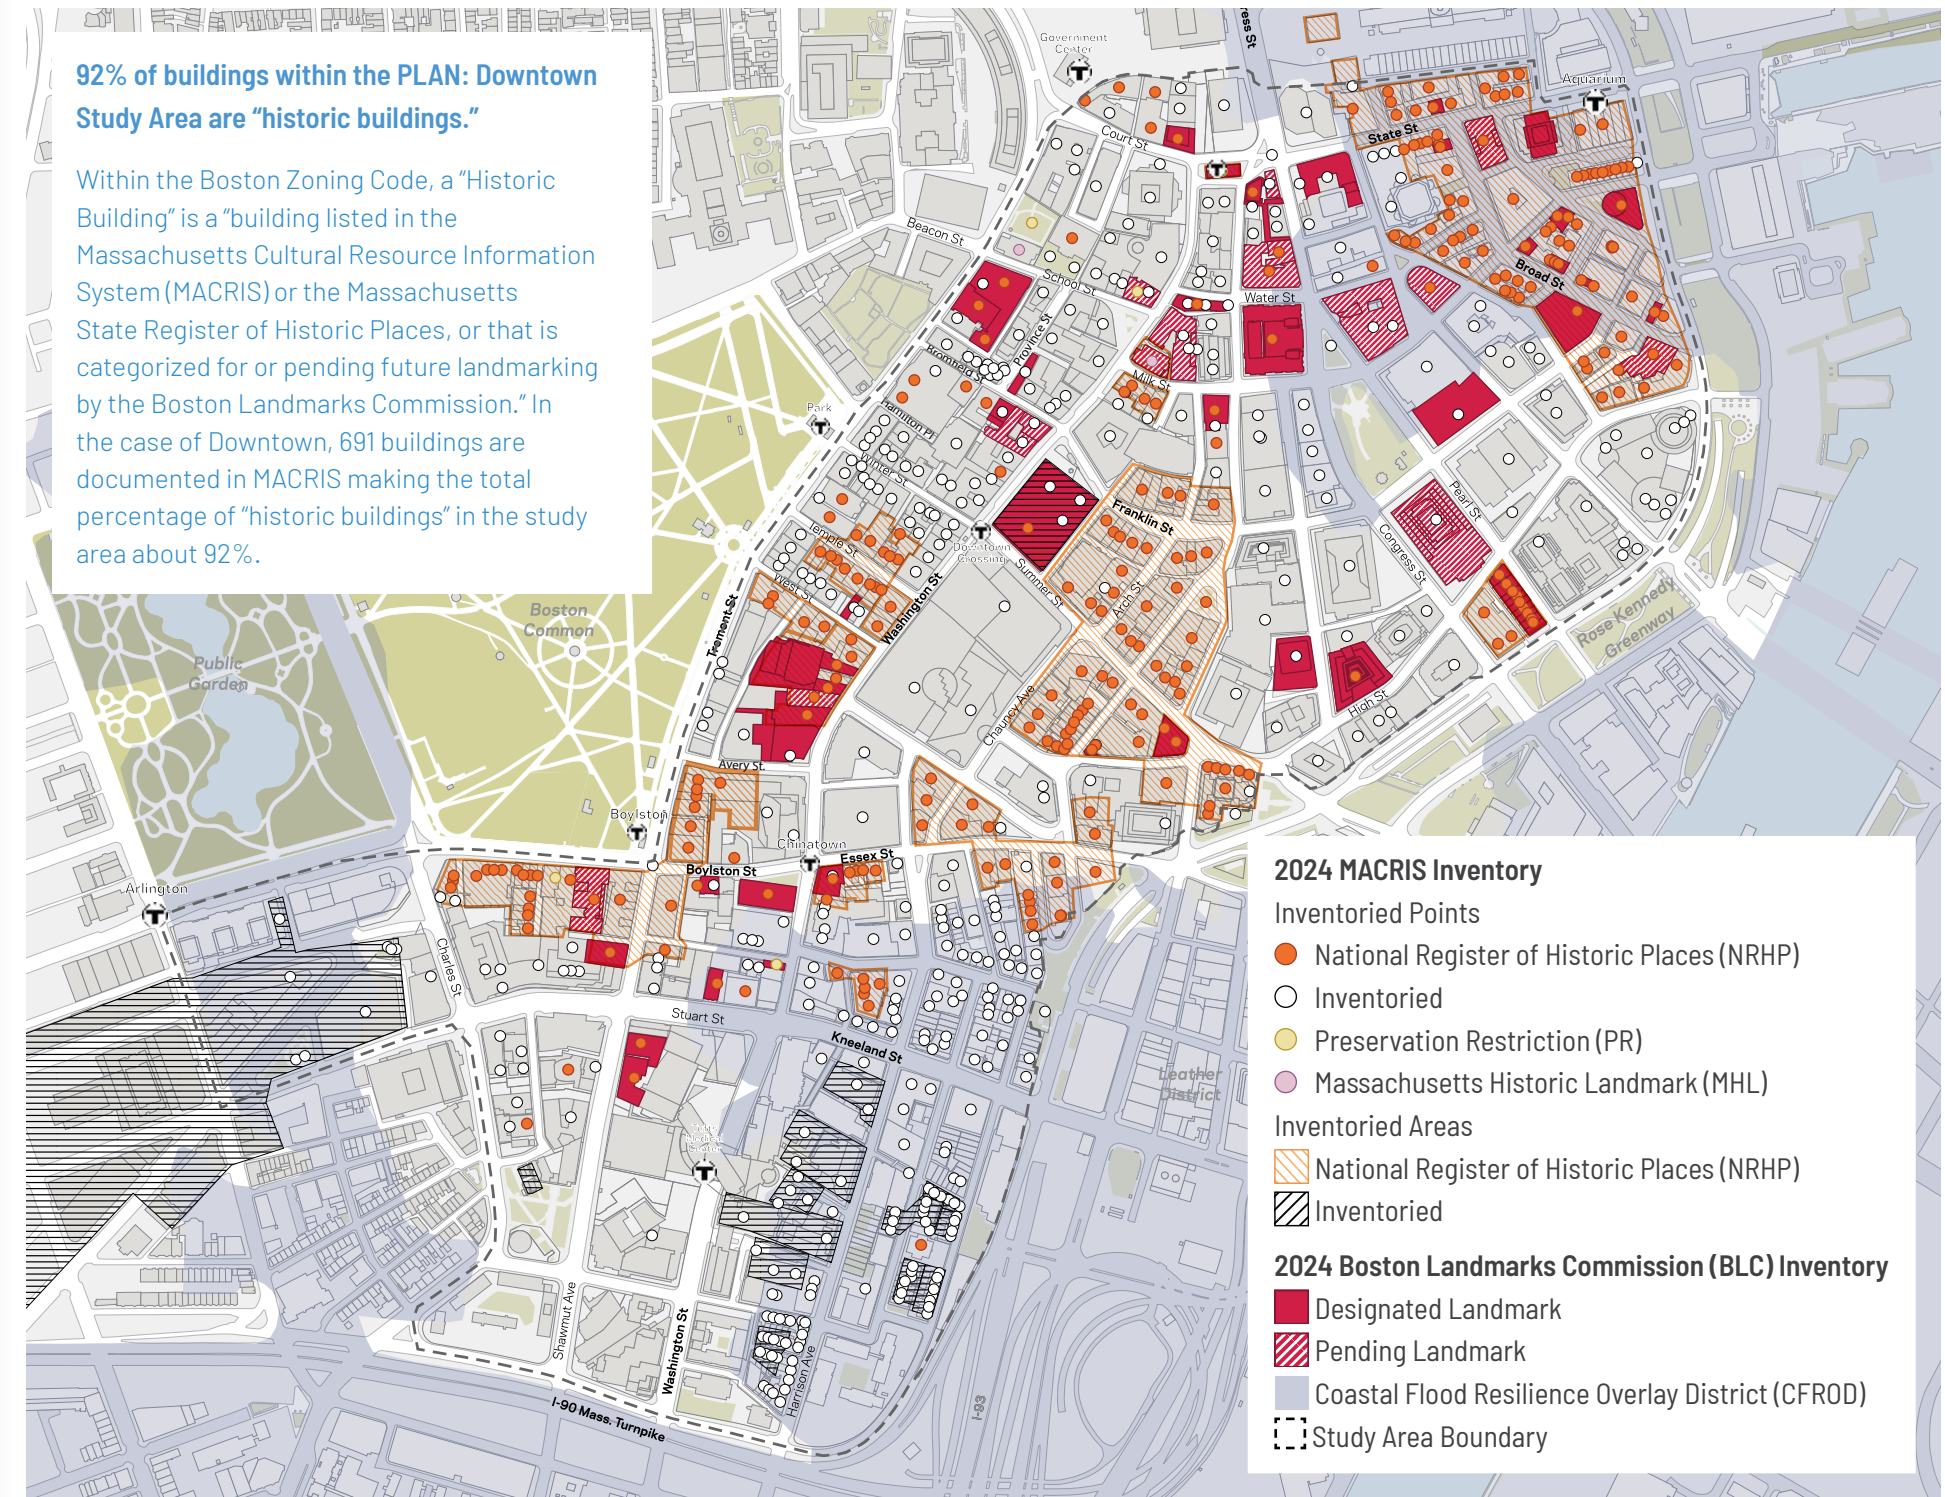 92% of buildings within the PLAN: Downtown
Study Area are “historic buildings.”
Within the Boston Zoning Code, a “Historic
Building” is a “building listed in the
Massachusetts Cultural Resource Information
System (MACRIS) or the Massachusetts
State Register of Historic Places, or that is
categorized for or pending future landmarking
by the Boston Landmarks Commission.” In
the case of Downtown, 691 buildings are
documented in MACRIS making the total
percentage of “historic buildings” in the study
area about 92%.
Government
Center
ress St
Aquarium
Court St
State St
Beacon St
School St
Broad St
Water St
Province St
Bromfield St
Milk St
Park
Hamilton Pl
Winter St
Pearl St
Franklin St
Temple St
Downtown
Crossing
Congress St
Summer St
West St
Arch St
Washington St
Tremont St
Boston
Common
Rose Kennedy
Greenway
Public
Garden
High St
Chauncy Ave
Avery St
Boylston
Chinatown
Essex St
Boylston St
Arlington
Charles St
Stuart St
Kneeland St
Leather
District
Tufts
Medical
Center
Shawmut Ave
Washington St
Harrison Ave
I-93
I-90 Mass. Turnpike
2024 MACRIS Inventory
Inventoried Points
National Register of Historic Places (NRHP)
Inventoried
Preservation Restriction (PR)
Massachusetts Historic Landmark (MHL)
Inventoried Areas
National Register of Historic Places (NRHP)
Inventoried
2024 Boston Landmarks Commission (BLC) Inventory
Designated Landmark
Pending Landmark
Coastal Flood Resilience Overlay District (CFROD)
Study Area Boundary